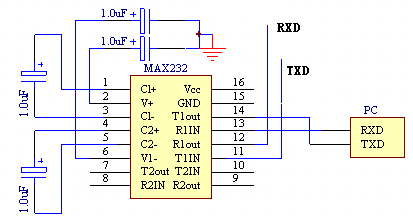 1.0uF +
RXD
1.0uF +
TXD
MAX232
1 C1+ Vcc 16
2 V+ GND 15
3 C1- T1out 14
4 C2+ R1IN 13
5 C2- R1out 12
6 V1- T1IN 11
7 T2out T2IN 10
8 R2IN R2out 9
PC
RXD
TXD
+
1.0uF
+
1.0uF